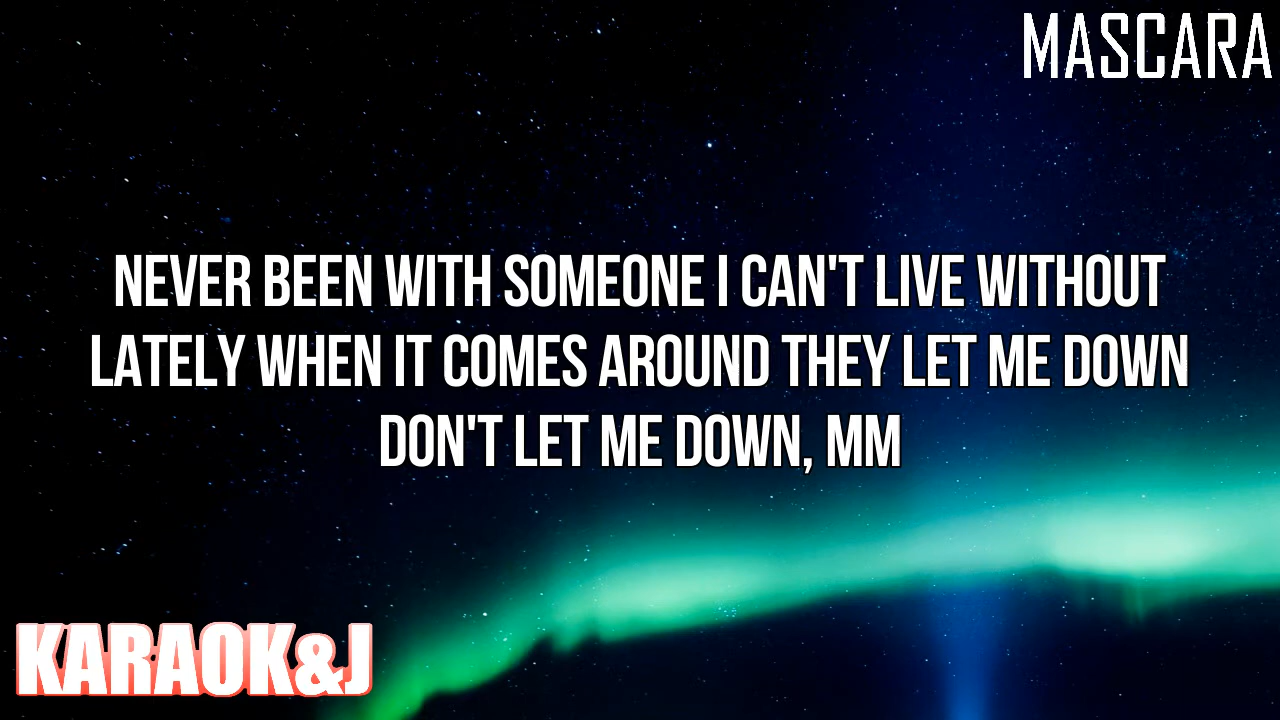 MASCARA
NEVER BEEN WITH SOMEONE I CAN'T LIVE WITHOUT
LATELY WHEN IT COMES AROUND THEY LET ME DOWN
DON'T LET ME DOWN, MM
KARAOK&J